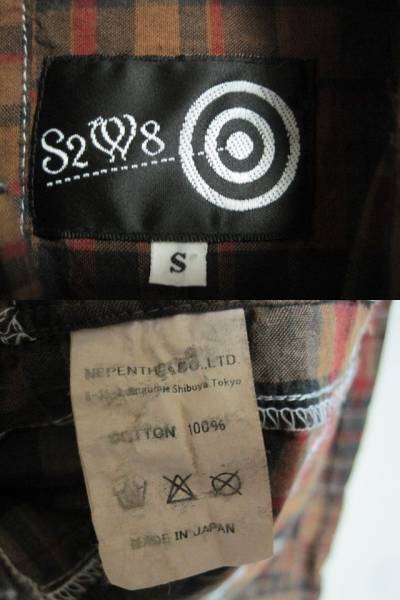 S2W8
S
NEPENTHES CO.,LTD.
Shibuya Tokyo
COTTON 100%
MADE IN JAPAN